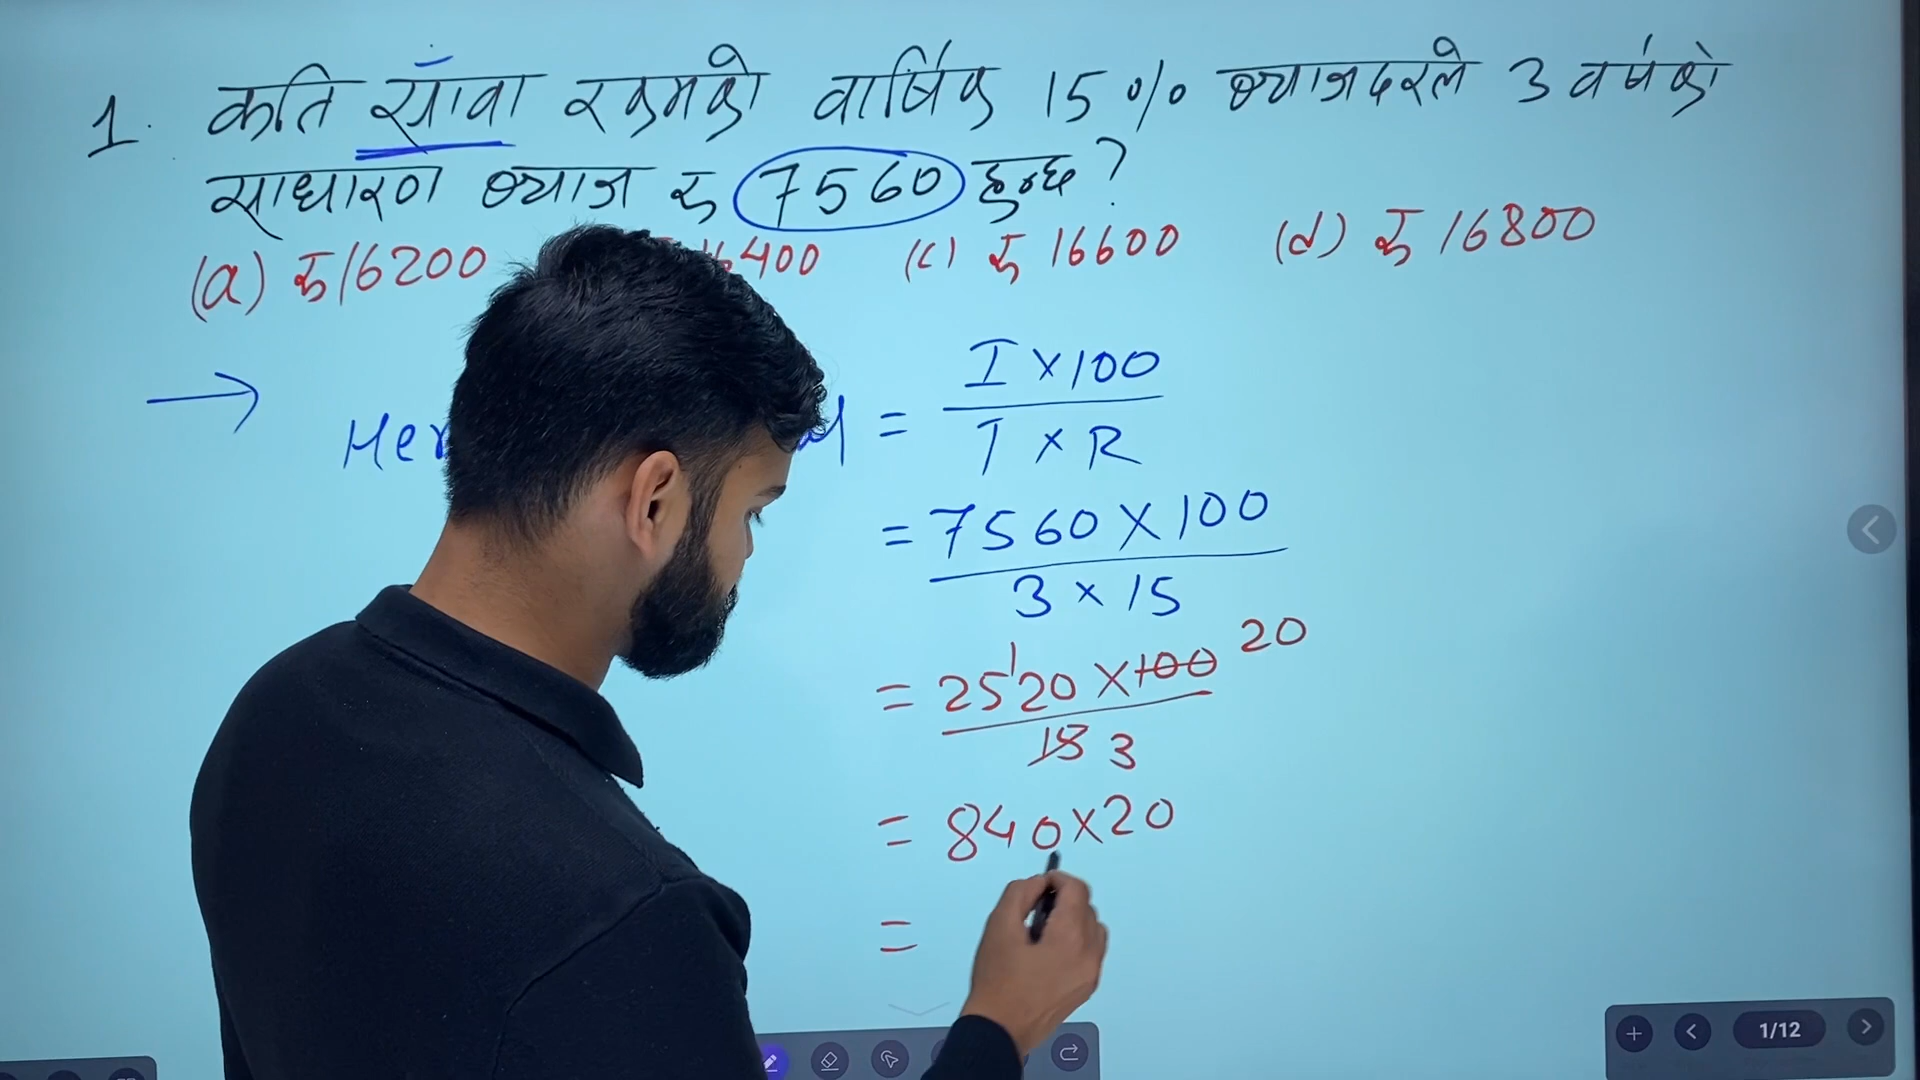 1. कति साँवा रकमको वार्षिक 15% ब्याजदरले 3 वर्षको
साधारण ब्याज रु 7560 हुन्छ?
(a) रु 16200 400 (c) रु 16600 (d) रु 16800
→ = I × 100
T × R
= 7560 × 100
3 × 15
= 2520 × 100 20
15 3
= 840 × 20
=
1/12